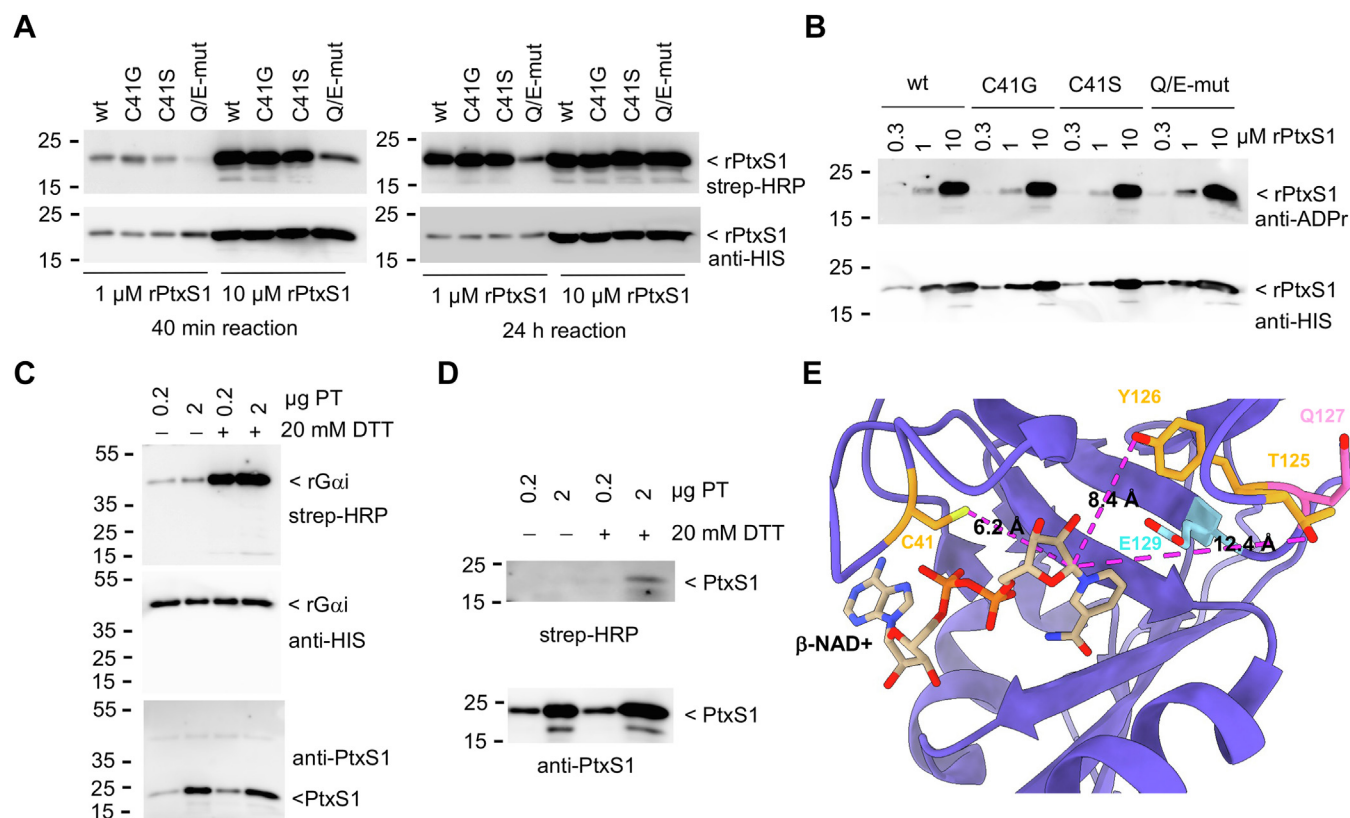 A
wt
C41G
C41S
Q/E-mut
wt
C41G
C41S
Q/E-mut
25
15
15
1 µM rPtxS1
10 µM rPtxS1
40 min reaction
wt
C41G
C41S
Q/E-mut
wt
C41G
C41S
Q/E-mut
25
15
< rPtxS1
strep-HRP
15
< rPtxS1
anti-HIS
1 µM rPtxS1
10 µM rPtxS1
24 h reaction
B
wt C41G C41S Q/E-mut
0.3 1 10 0.3 1 10 0.3 1 10 0.3 1 10 µM rPtxS1
25
15
< rPtxS1
anti-ADPr
25
15
< rPtxS1
anti-HIS
C
0.2 2 0.2 2 µg PT
– – + + 20 mM DTT
55
35
25
15
< rGαi
strep-HRP
55
35
25
15
< rGαi
anti-HIS
55
35
25
15
anti-PtxS1
<PtxS1
D
0.2 2 0.2 2 µg PT
– – + + 20 mM DTT
25
15
< PtxS1
strep-HRP
25
15
< PtxS1
anti-PtxS1
E
Y126
Q127
T125
8.4 Å
6.2 Å
C41
E129
12.4 Å
β-NAD+